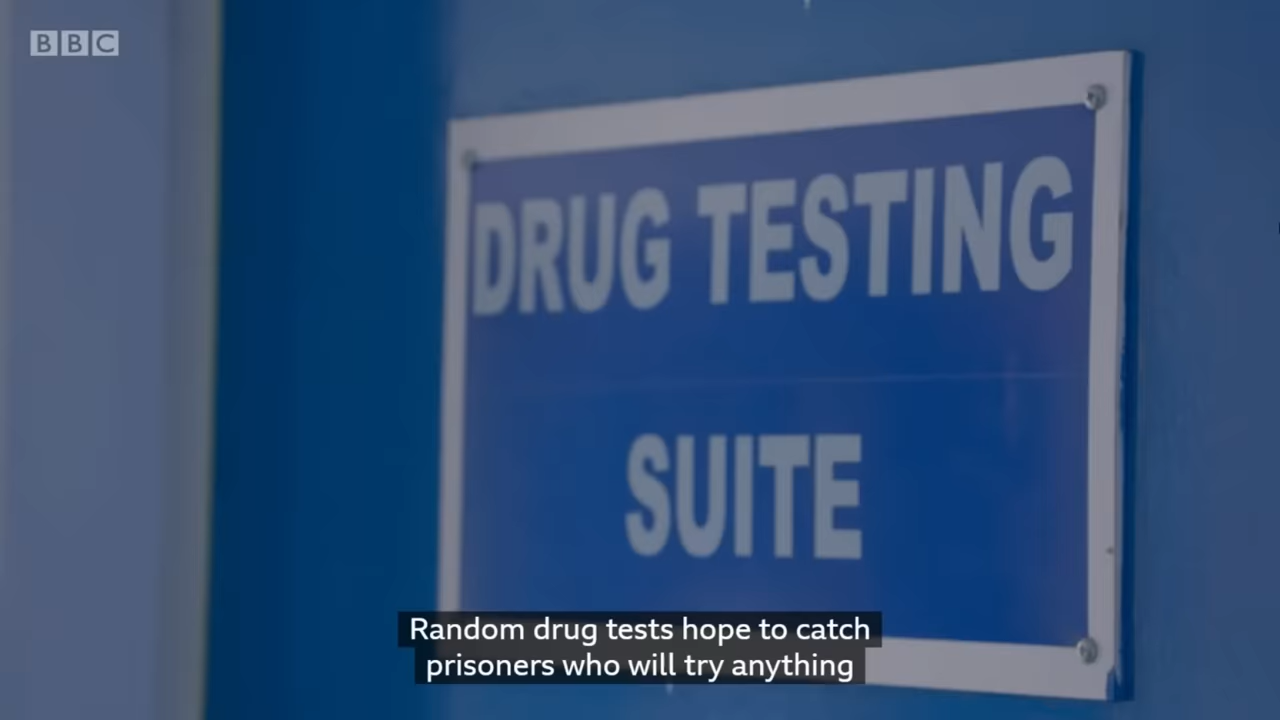 BBC
DRUG TESTING
SUITE
Random drug tests hope to catch
prisoners who will try anything